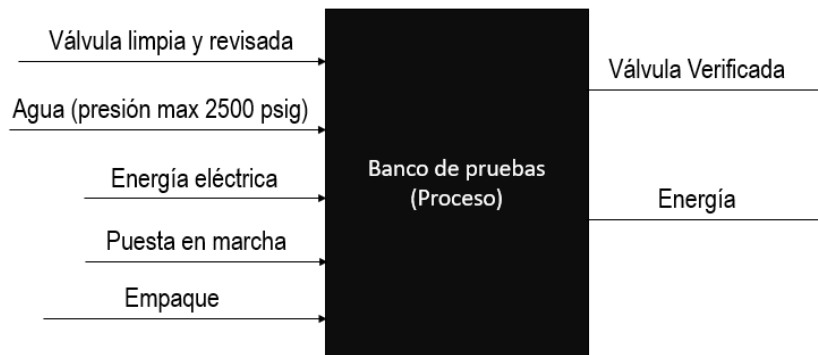 Válvula limpia y revisada
Agua (presión max 2500 psig)
Energía eléctrica
Puesta en marcha
Empaque
Banco de pruebas
(Proceso)
Válvula Verificada
Energía